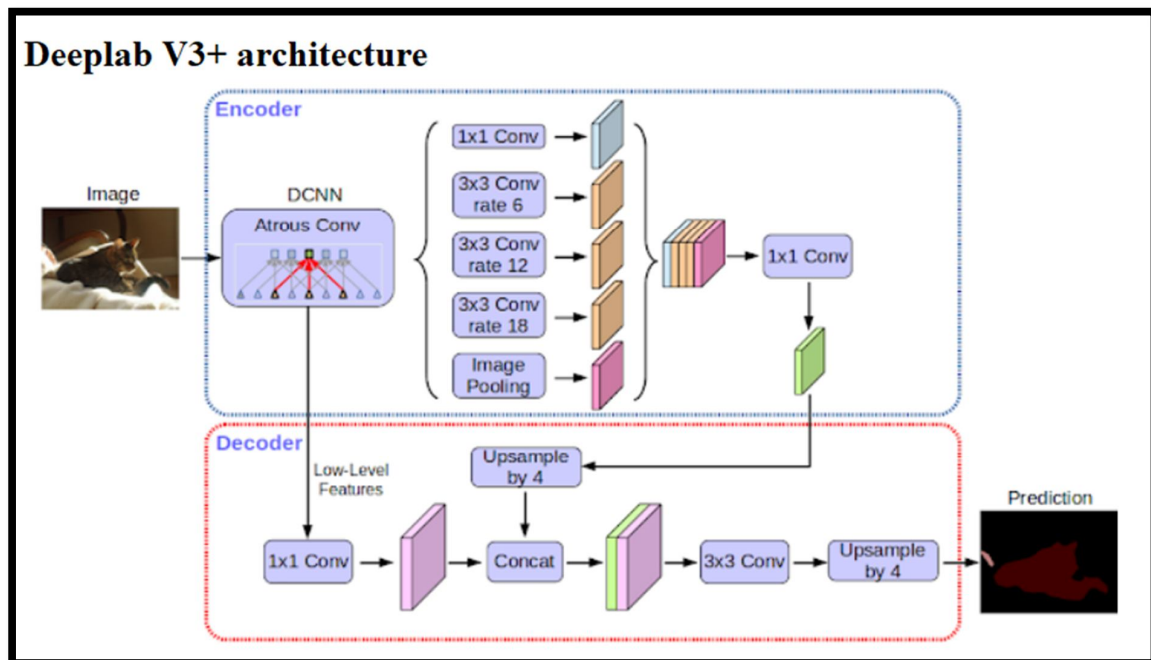 Deeplab V3+ architecture
Encoder
Image
DCNN
Atrous Conv
1x1 Conv
3x3 Conv
rate 6
3x3 Conv
rate 12
3x3 Conv
rate 18
Image
Pooling
1x1 Conv
Decoder
Low-Level
Features
Upsample
by 4
1x1 Conv
Concat
3x3 Conv
Upsample
by 4
Prediction